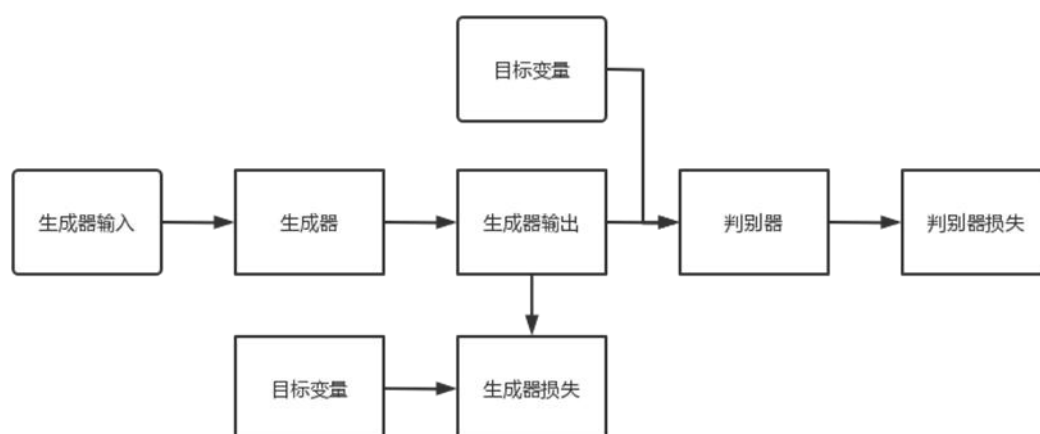 目标变量
生成器输入
生成器
生成器输出
判别器
判别器损失
目标变量
生成器损失